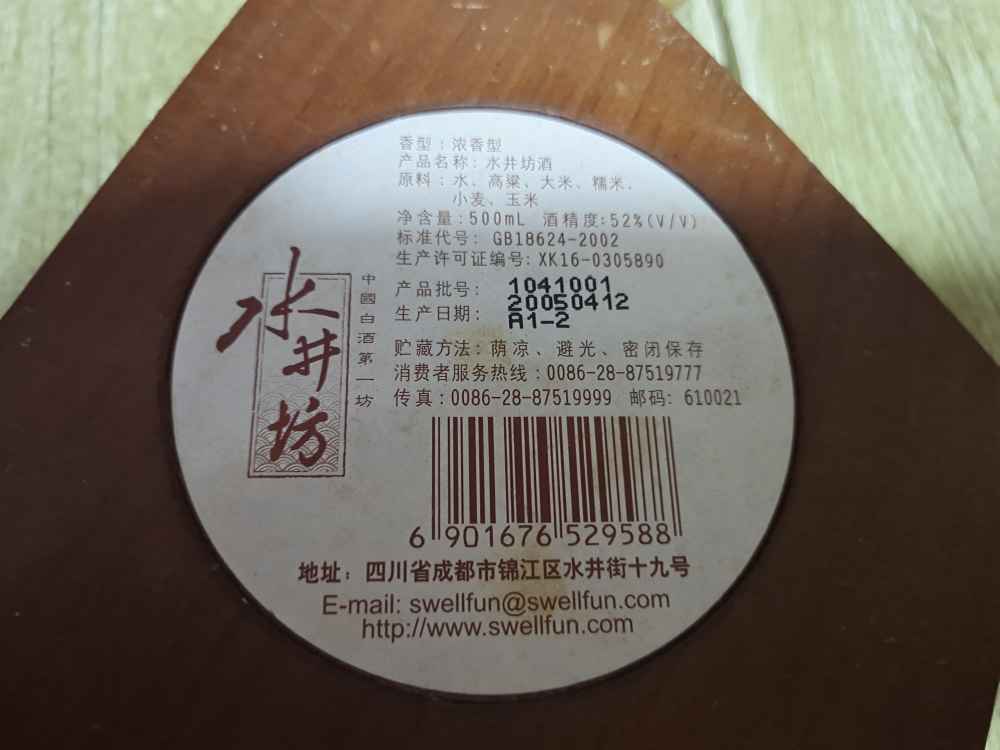 香型：浓香型
产品名称：水井坊酒
原料：水、高粱、大米、糯米、
小麦、玉米
净含量：500mL 酒精度：52%(V/V)
标准代号：GB18624-2002
生产许可证编号：XK16-0305890
产品批号：1041001
生产日期：20050412
A1-2
贮藏方法：荫凉、避光、密闭保存
消费者服务热线：0086-28-87519777
传真：0086-28-87519999 邮码：610021
水井坊
中國白酒第一坊
6 901676 529588
地址：四川省成都市锦江区水井街十九号
E-mail: swellfun@swellfun.com
http://www.swellfun.com